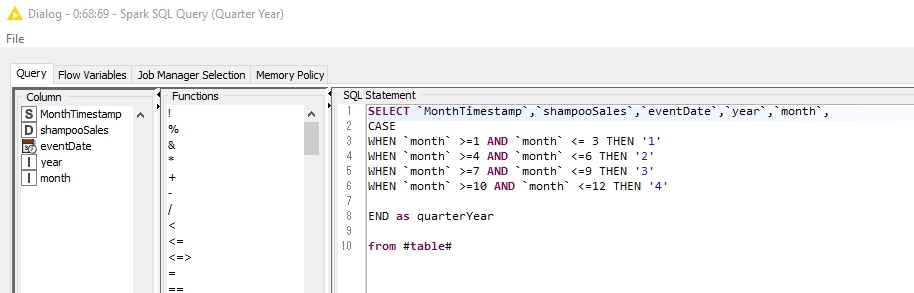 Dialog - 0:68:69 - Spark SQL Query (Quarter Year)
File
Query Flow Variables Job Manager Selection Memory Policy
Column
S MonthTimestamp
D shampooSales
eventDate
I year
I month
Functions
!
%
&
*
+
-
/
<
<=
<=>
=
==
SQL Statement
1 SELECT `MonthTimestamp`,`shampooSales`,`eventDate`,`year`,`month`,
2 CASE
3 WHEN `month` >=1 AND `month` <= 3 THEN '1'
4 WHEN `month` >=4 AND `month` <=6 THEN '2'
5 WHEN `month` >=7 AND `month` <=9 THEN '3'
6 WHEN `month` >=10 AND `month` <=12 THEN '4'
7
8 END as quarterYear
9
10 from #table#